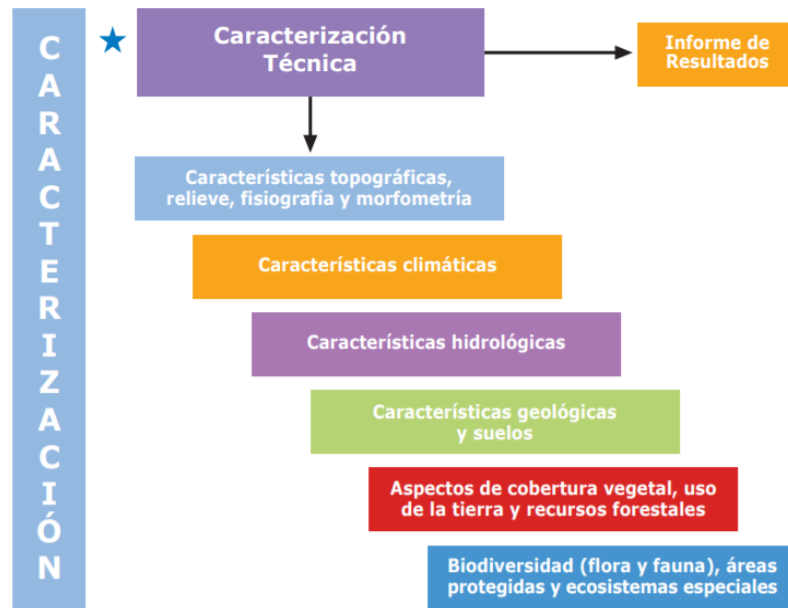 CARACTERIZACIÓN
Caracterización
Técnica
Informe de
Resultados
Características topográficas,
relieve, fisiografía y morfometría
Características climáticas
Características hidrológicas
Características geológicas
y suelos
Aspectos de cobertura vegetal, uso
de la tierra y recursos forestales
Biodiversidad (flora y fauna), áreas
protegidas y ecosistemas especiales